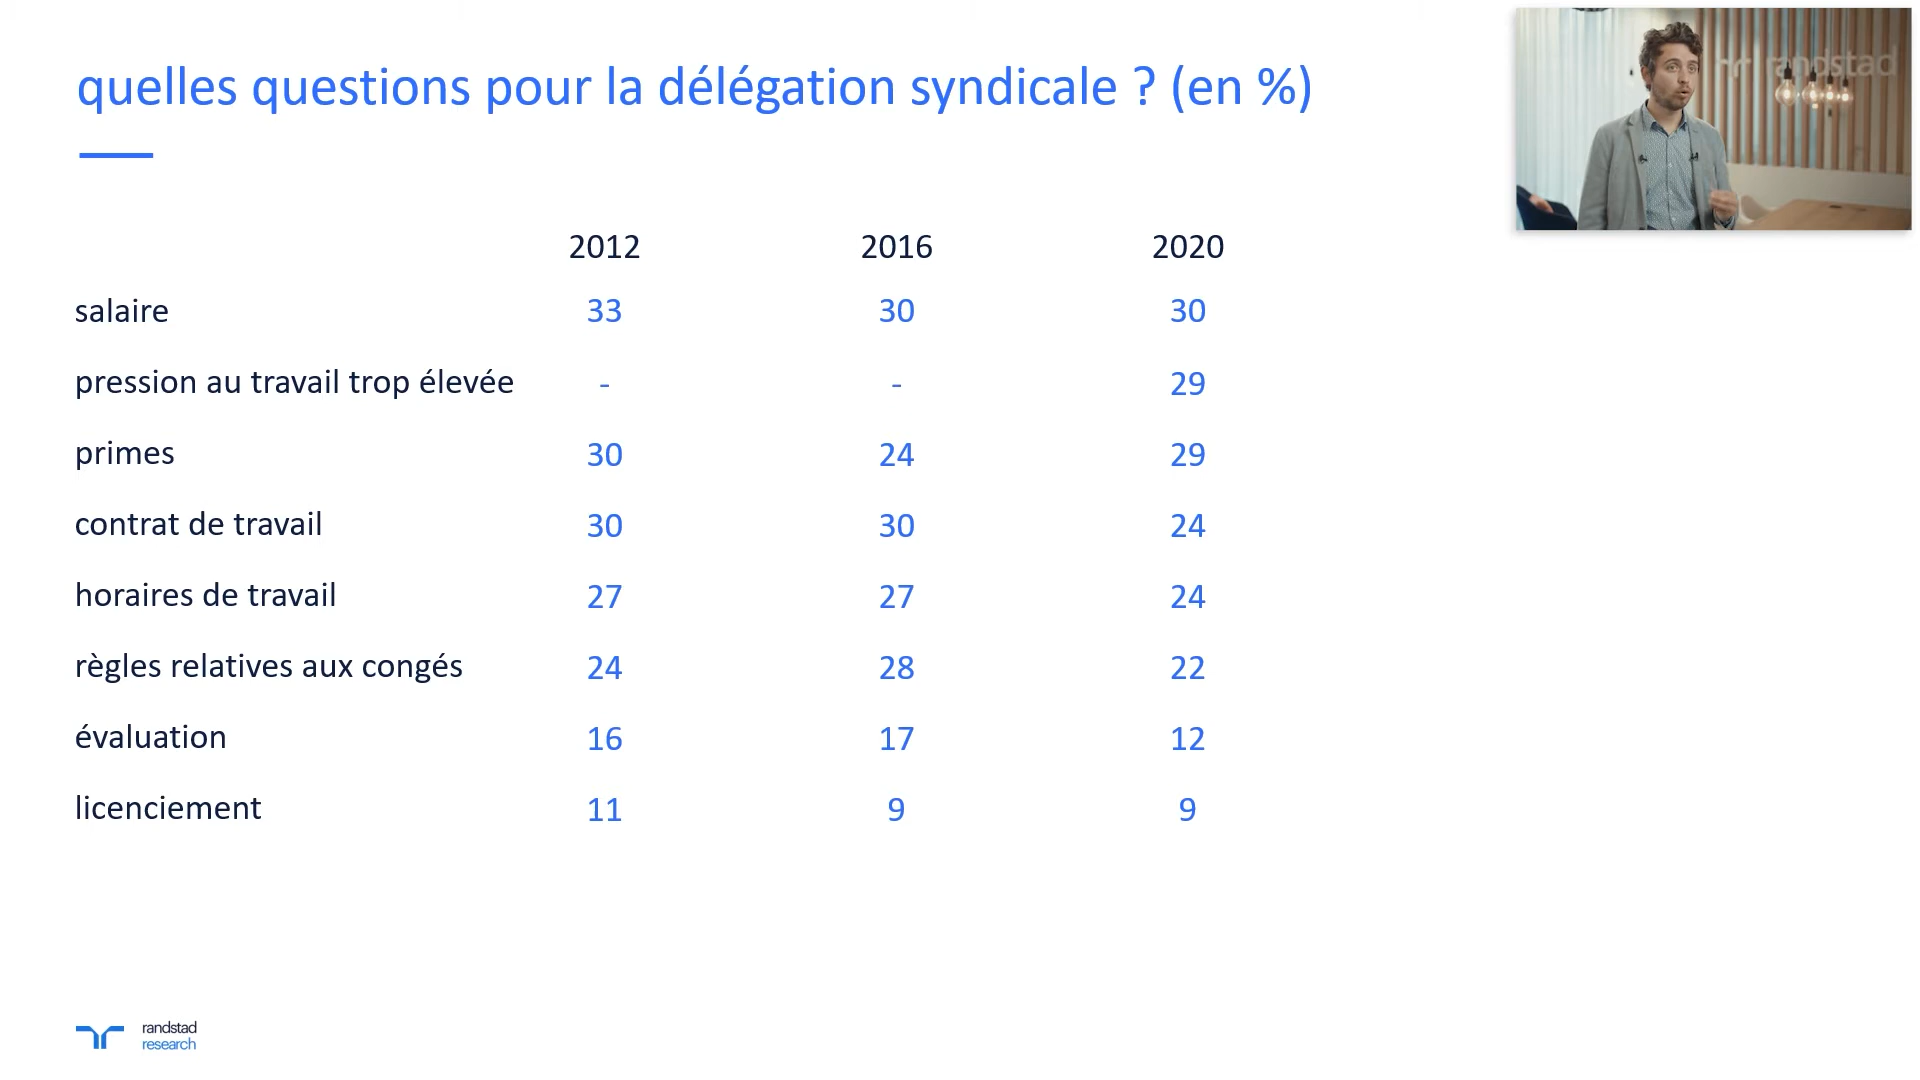 quelles questions pour la délégation syndicale ? (en %)
randstad
2012 2016 2020
salaire 33 30 30
pression au travail trop élevée - - 29
primes 30 24 29
contrat de travail 30 30 24
horaires de travail 27 27 24
règles relatives aux congés 24 28 22
évaluation 16 17 12
licenciement 11 9 9
randstad
research